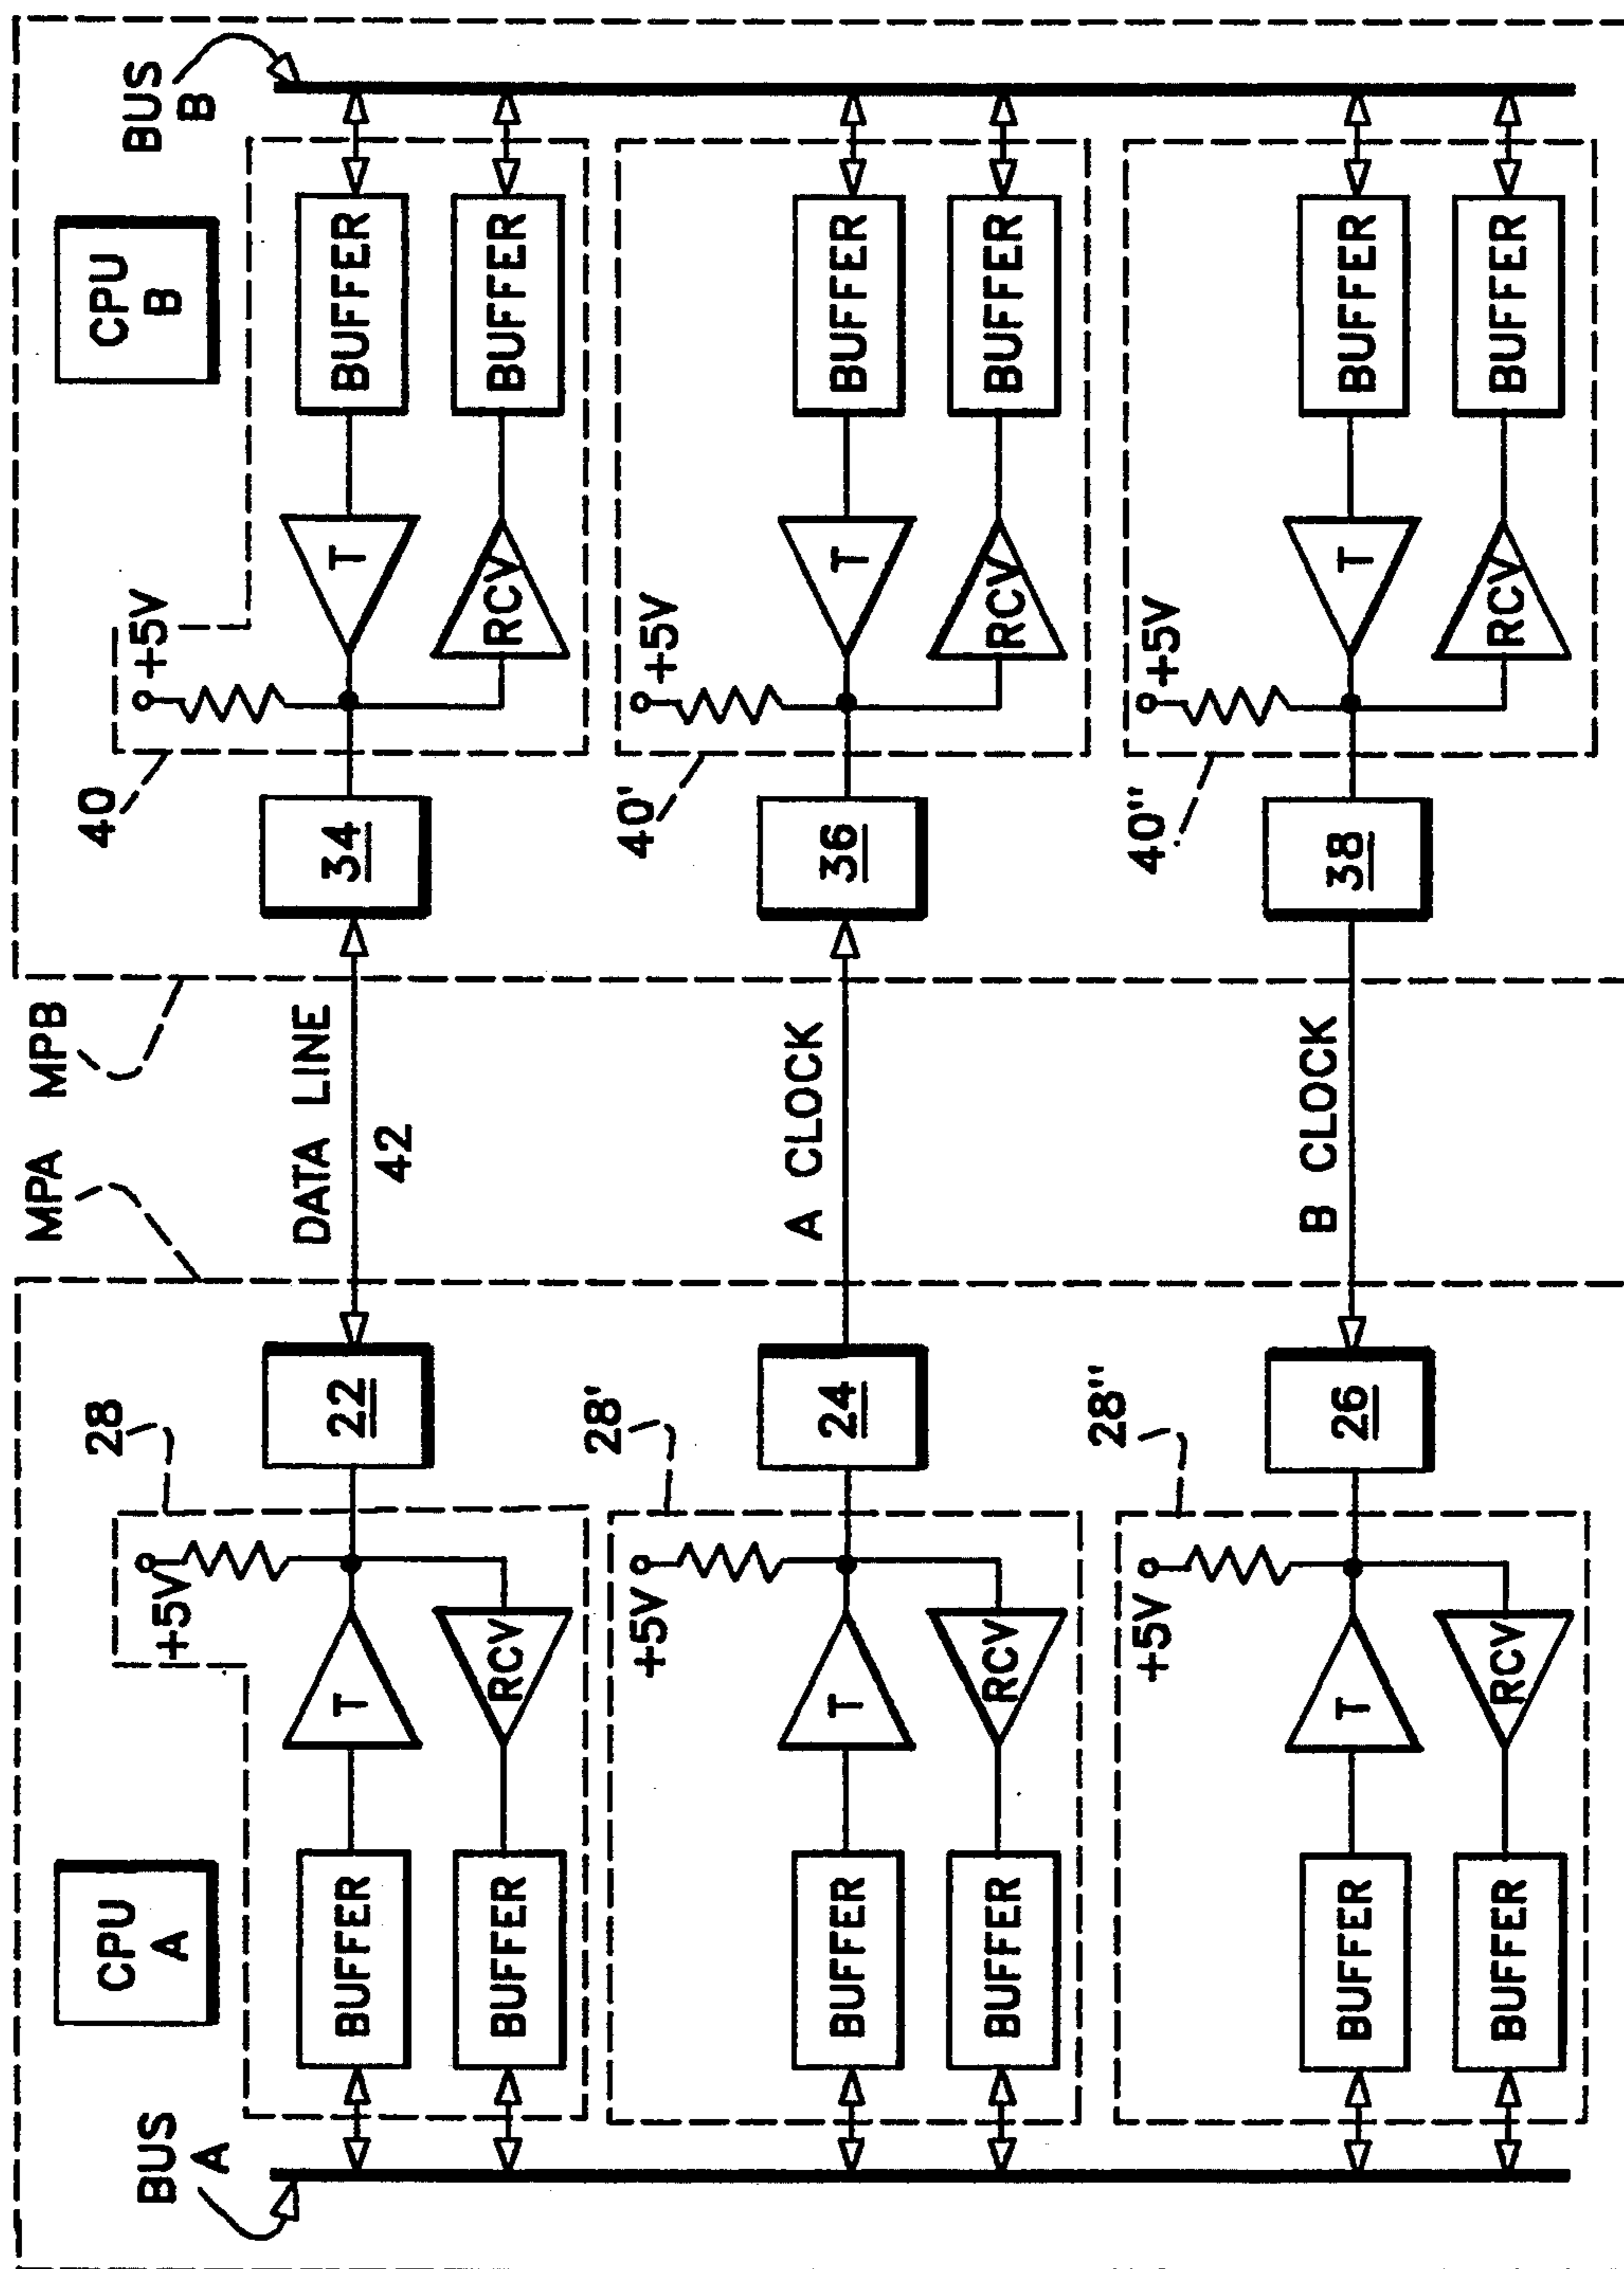 MPA
MPB
CPU
A
28
40
CPU
B
BUS
A
+5V
+5V
BUS
B
BUFFER
T
22
DATA LINE
42
34
T
BUFFER
BUFFER
RCV
RCV
BUFFER
28'
40'
+5V
+5V
BUFFER
T
24
A CLOCK
36
T
BUFFER
BUFFER
RCV
RCV
BUFFER
28"
40"
+5V
+5V
BUFFER
T
26
B CLOCK
38
T
BUFFER
BUFFER
RCV
RCV
BUFFER